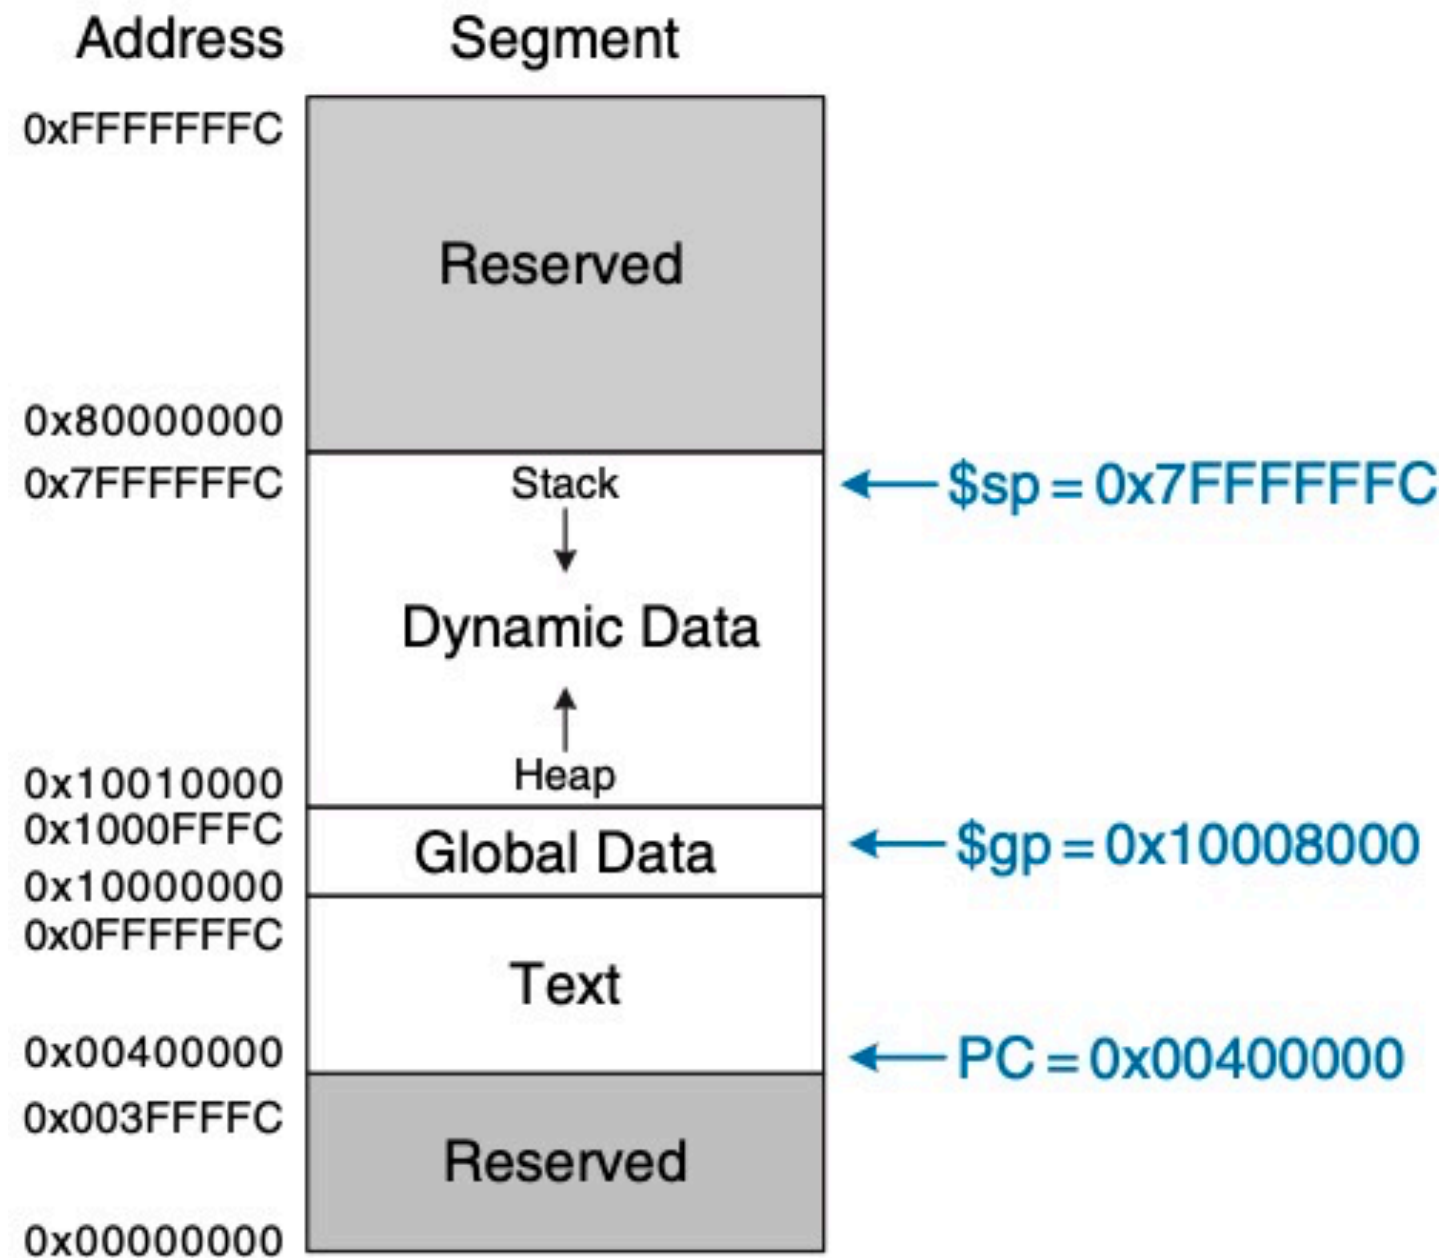 Address Segment
0xFFFFFFFC
Reserved
0x80000000
0x7FFFFFFC Stack $sp = 0x7FFFFFFC
Dynamic Data
Heap
0x10010000
0x1000FFFC
Global Data $gp = 0x10008000
0x10000000
0x0FFFFFFC
Text
0x00400000 PC = 0x00400000
0x003FFFFC
Reserved
0x00000000